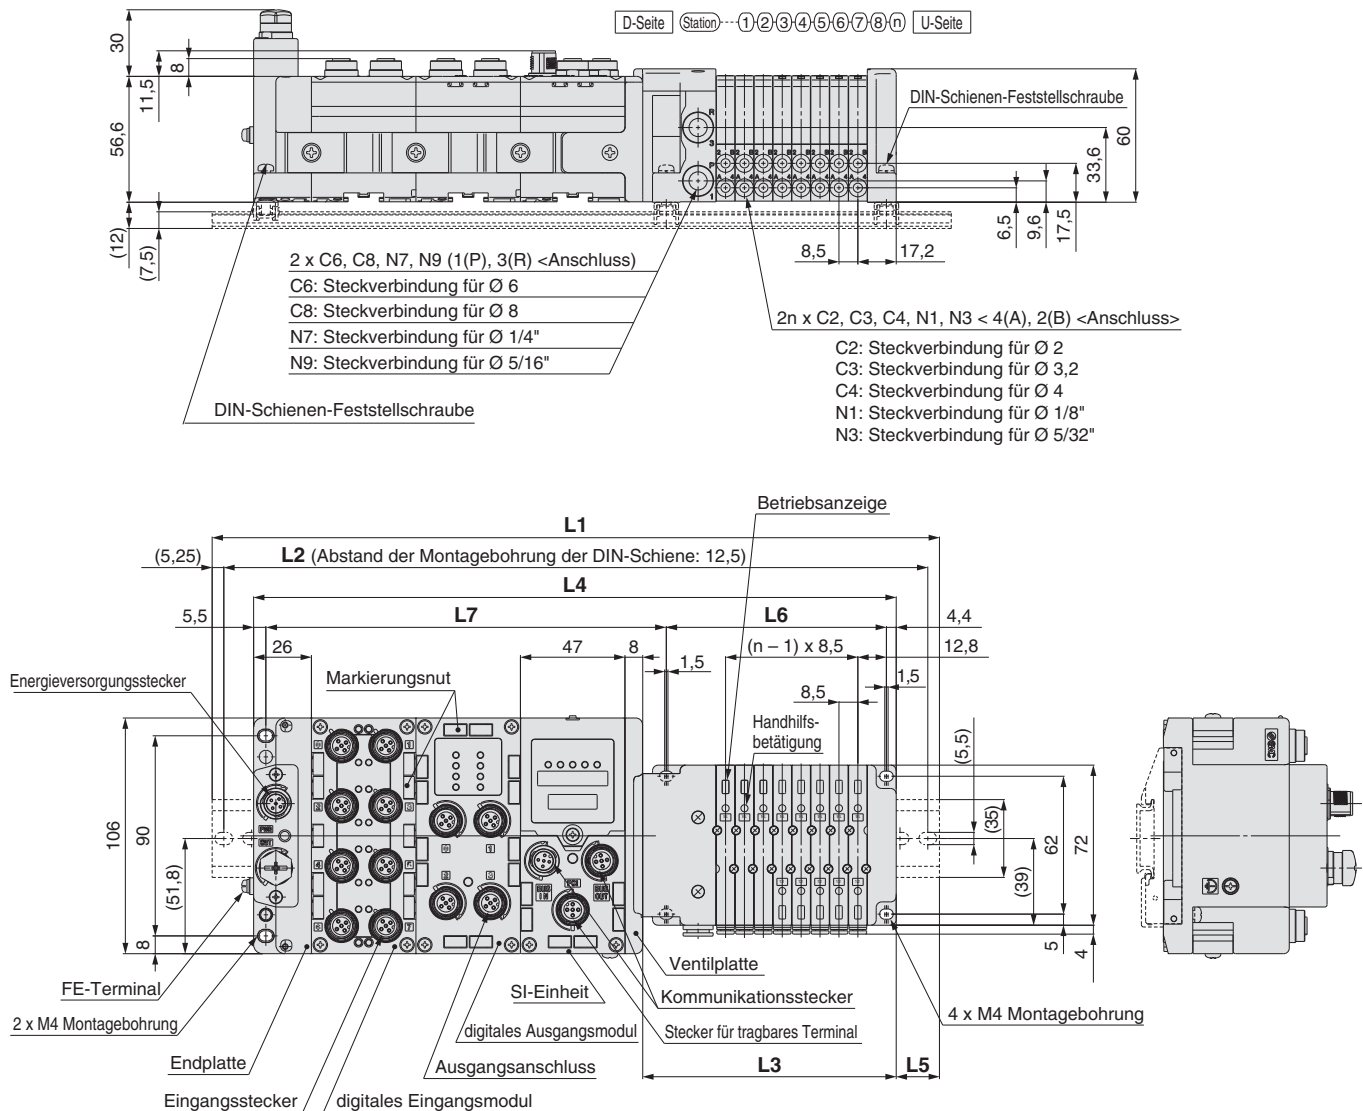 D-Seite Station 1 2 3 4 5 6 7 8 n U-Seite
30
11,5
8
56,6
(12)
(7,5)
DIN-Schienen-Feststellschraube
60
33,6
17,5
9,6
6,5
8,5
17,2
2 x C6, C8, N7, N9 (1(P), 3(R) <Anschluss)
C6: Steckverbindung für Ø 6
C8: Steckverbindung für Ø 8
N7: Steckverbindung für Ø 1/4"
N9: Steckverbindung für Ø 5/16"
DIN-Schienen-Feststellschraube
2n x C2, C3, C4, N1, N3 < 4(A), 2(B) <Anschluss>
C2: Steckverbindung für Ø 2
C3: Steckverbindung für Ø 3,2
C4: Steckverbindung für Ø 4
N1: Steckverbindung für Ø 1/8"
N3: Steckverbindung für Ø 5/32"
Betriebsanzeige
L1
(5,25)
L2 (Abstand der Montagebohrung der DIN-Schiene: 12,5)
L4
5,5
L7
L6
4,4
26
47
8
(n – 1) x 8,5
12,8
1,5
1,5
8,5
Energieversorgungsstecker
Markierungsnut
Handhilfs-
betätigung
(5,5)
106
90
(51,8)
8
(35)
62
72
(39)
5
4
FE-Terminal
2 x M4 Montagebohrung
Endplatte
Eingangsstecker
digitales Eingangsmodul
Ausgangsanschluss
digitales Ausgangsmodul
SI-Einheit
Ventilplatte
Kommunikationsstecker
Stecker für tragbares Terminal
4 x M4 Montagebohrung
L3
L5